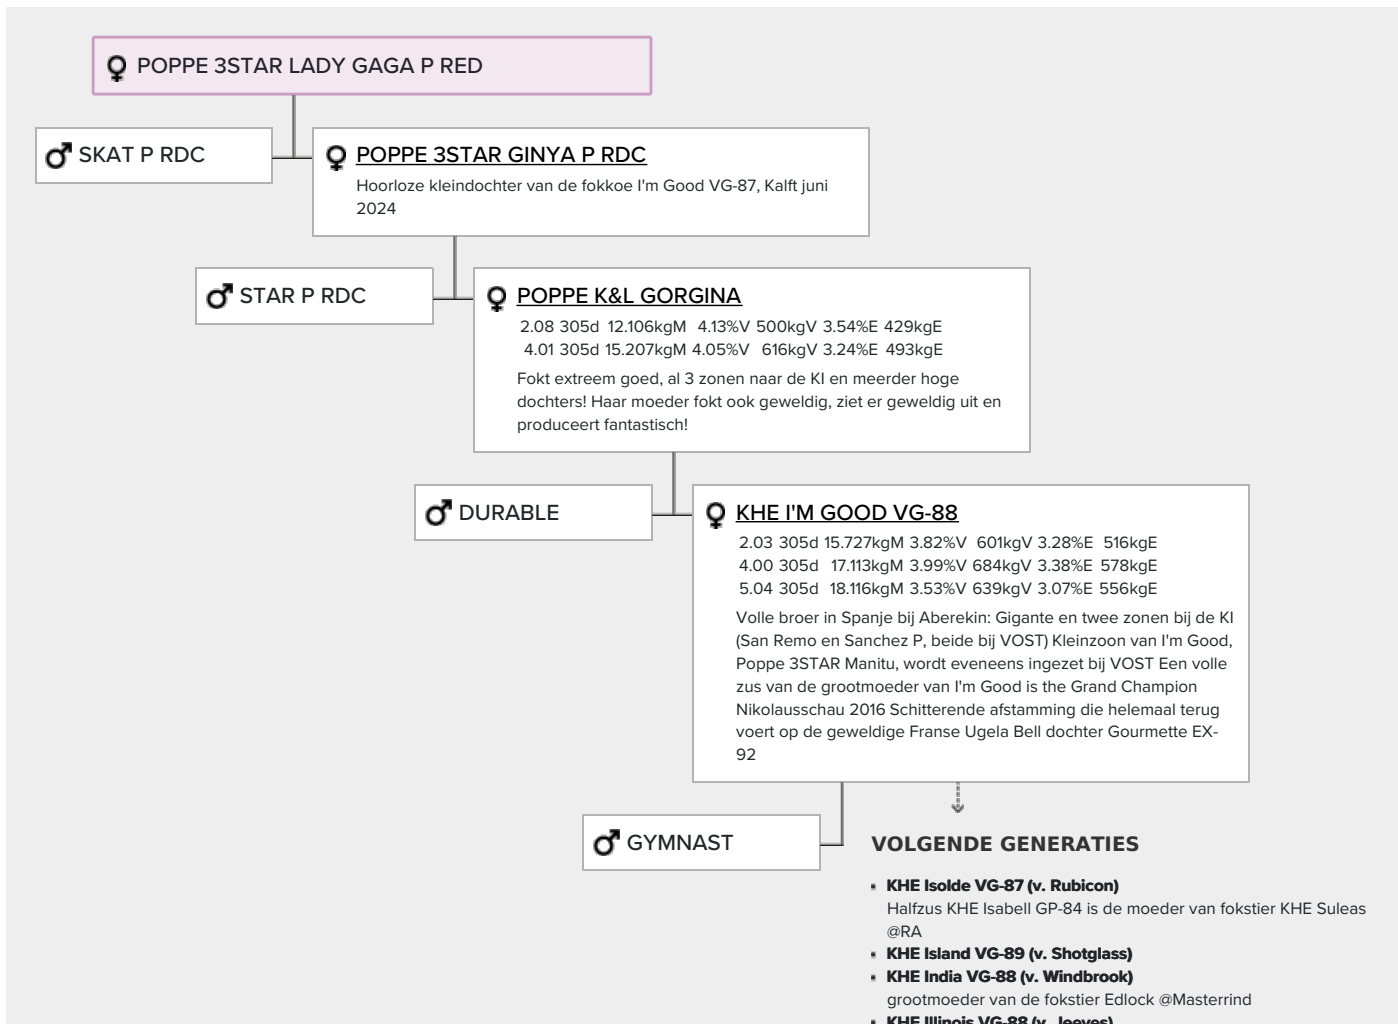 POPPE 3STAR LADY GAGA P RED
SKAT P RDC
POPPE 3STAR GINYA P RDC
Hoorloze kleindochter van de fokkoe I'm Good VG-87, Kalft juni
2024
STAR P RDC
POPPE K&L GORGINA
2.08 305d 12.106kgM 4.13%V 500kgV 3.54%E 429kgE
4.01 305d 15.207kgM 4.05%V 616kgV 3.24%E 493kgE
Fokt extreem goed, al 3 zonen naar de KI en meerder hoge
dochters! Haar moeder fokt ook geweldig, ziet er geweldig uit en
produceert fantastisch!
DURABLE
KHE I'M GOOD VG-88
2.03 305d 15.727kgM 3.82%V 601kgV 3.28%E 516kgE
4.00 305d 17.113kgM 3.99%V 684kgV 3.38%E 578kgE
5.04 305d 18.116kgM 3.53%V 639kgV 3.07%E 556kgE
Volle broer in Spanje bij Aberekin: Gigante en twee zonen bij de KI
(San Remo en Sanchez P, beide bij VOST) Kleinzoon van I'm Good,
Poppe 3STAR Manitu, wordt eveneens ingezet bij VOST Een volle
zus van de grootmoeder van I'm Good is the Grand Champion
Nikolausschau 2016 Schitterende afstamming die helemaal terug
voert op de geweldige Franse Ugela Bell dochter Gourmette EX-
92
GYMNAST
VOLGENDE GENERATIES
KHE Isolde VG-87 (v. Rubicon)
Halfzus KHE Isabell GP-84 is de moeder van fokstier KHE Suleas
@RA
KHE Island VG-89 (v. Shotglass)
KHE India VG-88 (v. Windbrook)
grootmoeder van de fokstier Edlock @Masterrind
KHE Illinois VG-88 (v. Jeeves)